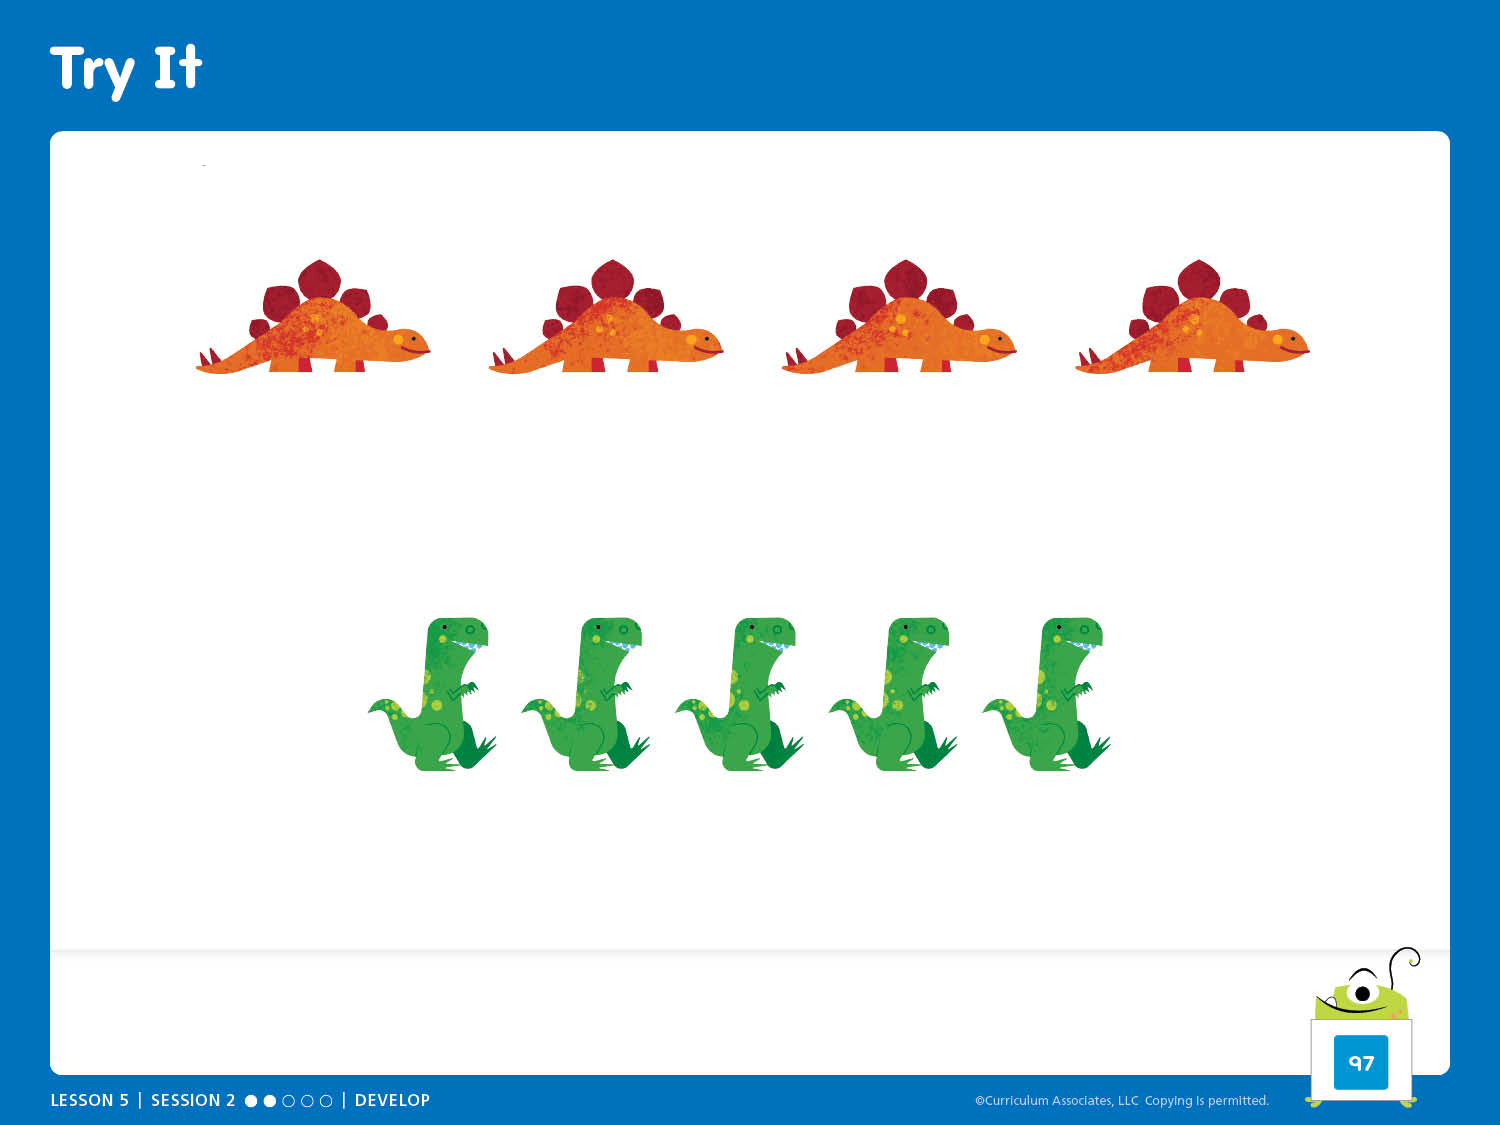 Try It
97
LESSON 5 | SESSION 2 ●●○○○ | DEVELOP
©Curriculum Associates, LLC Copying is permitted.